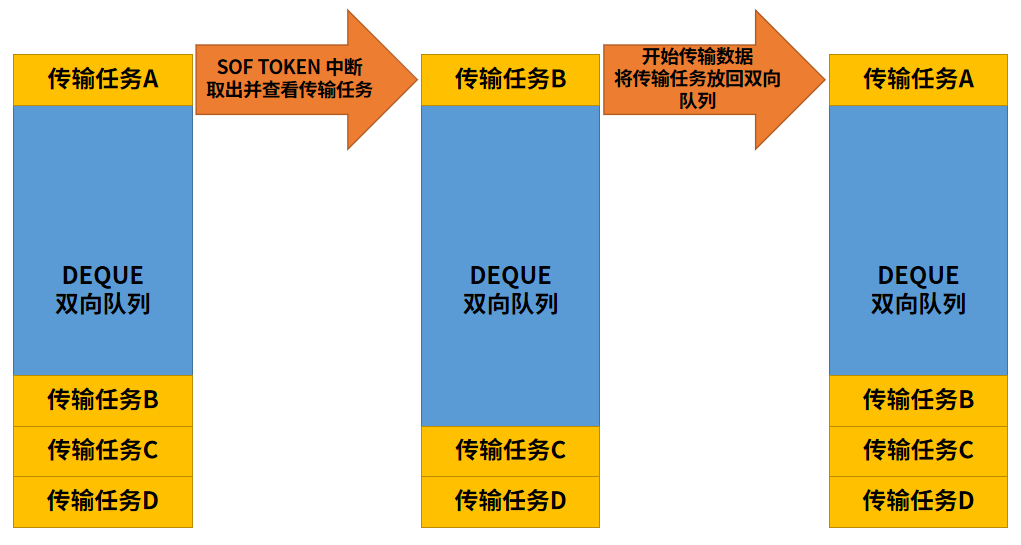 传输任务A
DEQUE
双向队列
传输任务B
传输任务C
传输任务D
SOF TOKEN 中断
取出并查看传输任务
传输任务B
DEQUE
双向队列
传输任务C
传输任务D
开始传输数据
将传输任务放回双向
队列
传输任务A
DEQUE
双向队列
传输任务B
传输任务C
传输任务D